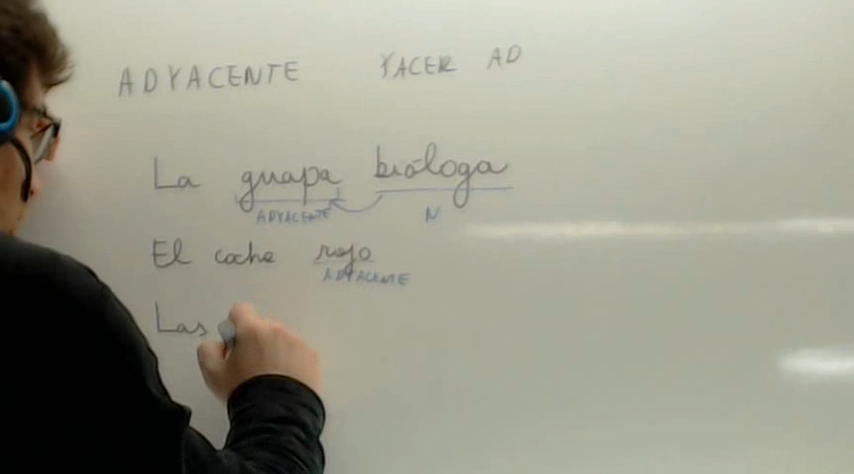 ADYACENTE YACER AD
La guapa bióloga
ADYACENTE N
El coche rojo
ADYACENTE
Las